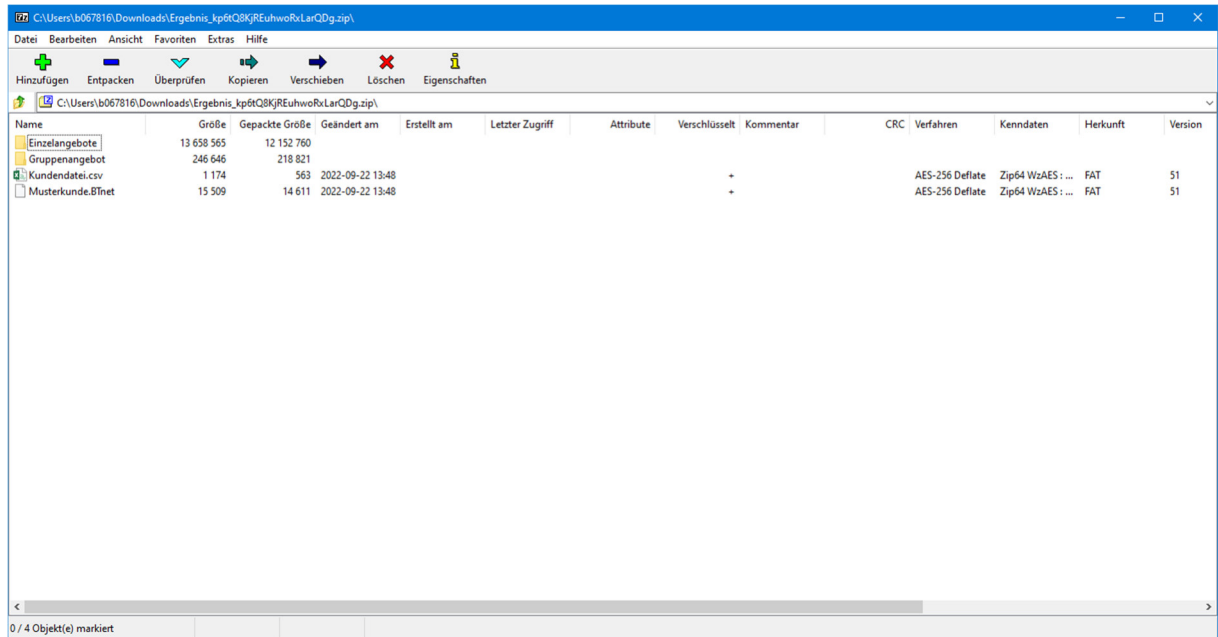 C:\Users\b067816\Downloads\Ergebnis_kp6tQ8KjREuhwoRxLarQDg.zip\
Datei Bearbeiten Ansicht Favoriten Extras Hilfe
Hinzufügen Entpacken Überprüfen Kopieren Verschieben Löschen Eigenschaften
C:\Users\b067816\Downloads\Ergebnis_kp6tQ8KjREuhwoRxLarQDg.zip\
Name Größe Gepackte Größe Geändert am Erstellt am Letzter Zugriff Attribute Verschlüsselt Kommentar CRC Verfahren Kenndaten Herkunft Version
Einzelangebote 13 658 565 12 152 760
Gruppenangebot 246 646 218 821
Kundendatei.csv 1 174 563 2022-09-22 13:48 + AES-256 Deflate Zip64 WzAES : ... FAT 51
Musterkunde.BTnet 15 509 14 611 2022-09-22 13:48 + AES-256 Deflate Zip64 WzAES : ... FAT 51
0 / 4 Objekt(e) markiert